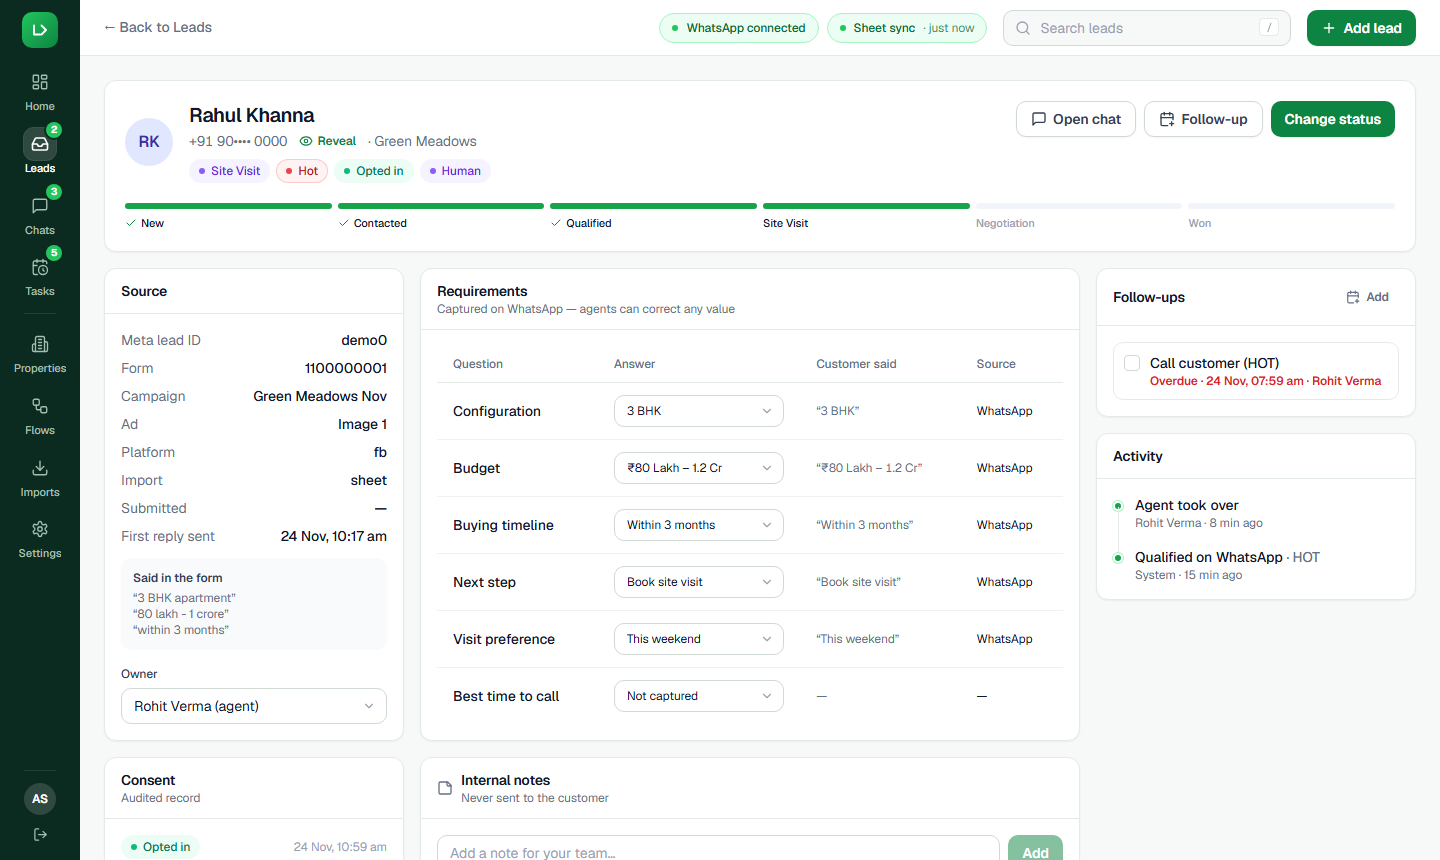 ← Back to Leads
WhatsApp connected
Sheet sync · just now
Search leads
/
+ Add lead
Home
2
Leads
3
Chats
5
Tasks
Properties
Flows
Imports
Settings
AS
RK
Rahul Khanna
+91 90•••• 0000 Reveal · Green Meadows
Site Visit
Hot
Opted in
Human
Open chat
Follow-up
Change status
New
Contacted
Qualified
Site Visit
Negotiation
Won
Source
Meta lead ID demo0
Form 1100000001
Campaign Green Meadows Nov
Ad Image 1
Platform fb
Import sheet
Submitted —
First reply sent 24 Nov, 10:17 am
Said in the form
“3 BHK apartment”
“80 lakh - 1 crore”
“within 3 months”
Owner
Rohit Verma (agent)
Requirements
Captured on WhatsApp — agents can correct any value
Question Answer Customer said Source
Configuration 3 BHK “3 BHK” WhatsApp
Budget ₹80 Lakh – 1.2 Cr “₹80 Lakh – 1.2 Cr” WhatsApp
Buying timeline Within 3 months “Within 3 months” WhatsApp
Next step Book site visit “Book site visit” WhatsApp
Visit preference This weekend “This weekend” WhatsApp
Best time to call Not captured — —
Follow-ups
Add
Call customer (HOT)
Overdue · 24 Nov, 07:59 am · Rohit Verma
Activity
Agent took over
Rohit Verma · 8 min ago
Qualified on WhatsApp · HOT
System · 15 min ago
Consent
Audited record
Opted in 24 Nov, 10:59 am
Internal notes
Never sent to the customer
Add a note for your team…
Add